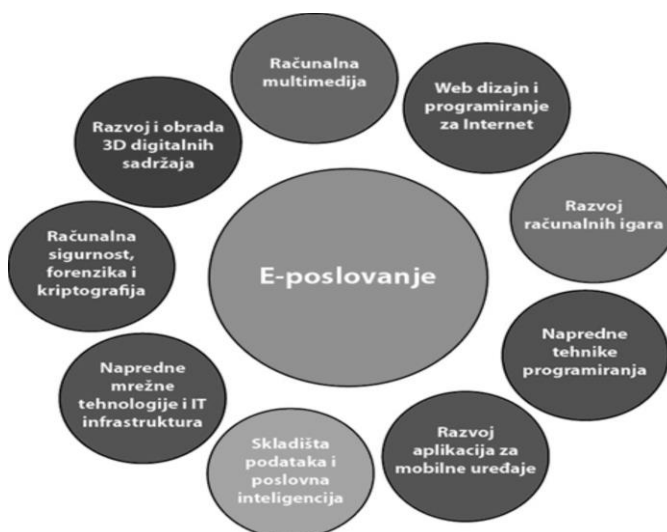 Računalna
multimedija
Web dizajn i
programiranje
za Internet
Razvoj
računalnih igara
Napredne
tehnike
programiranja
Razvoj
aplikacija za
mobilne uređaje
Skladišta
podataka i
poslovna
inteligencija
Napredne
mrežne
tehnologije i IT
infrastruktura
Računalna
sigurnost,
forenzika i
kriptografija
Razvoj i obrada
3D digitalnih
sadržaja
E-poslovanje